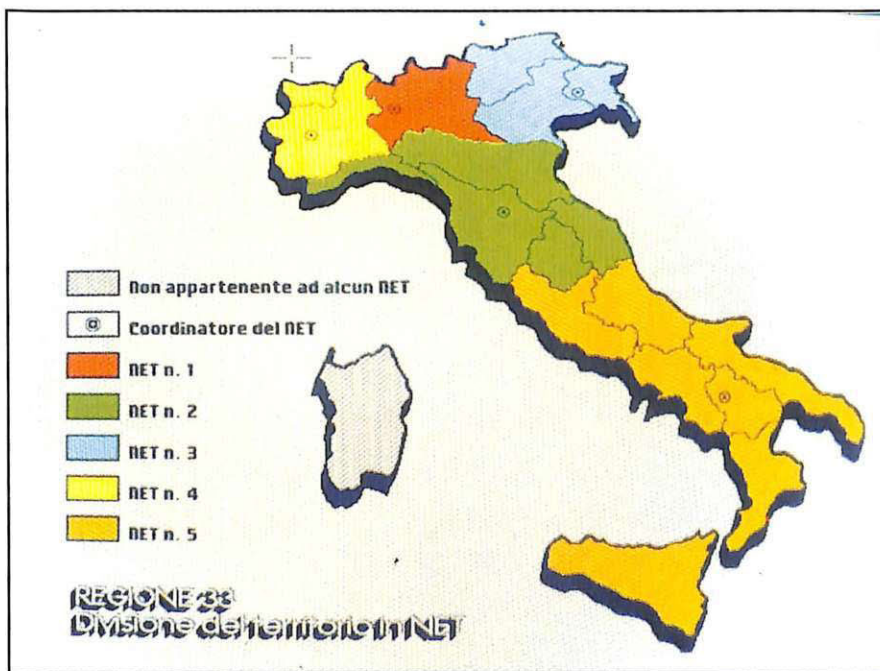 Non appartenente ad alcun NET
Coordinatore del NET
NET n. 1
NET n. 2
NET n. 3
NET n. 4
NET n. 5
REGIONE 33
Divisione del territorio in NET